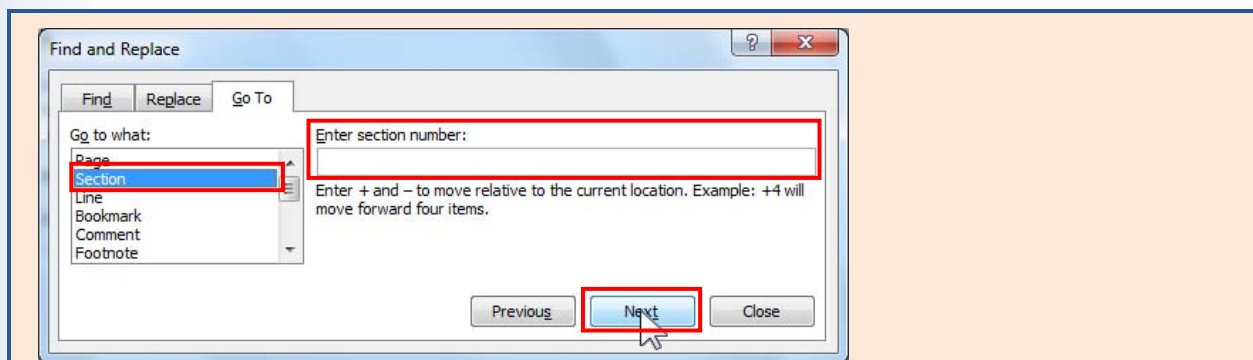 Find and Replace
Find Replace Go To
Go to what:
Page
Section
Line
Bookmark
Comment
Footnote
Enter section number:
Enter + and – to move relative to the current location. Example: +4 will
move forward four items.
Previous Next Close